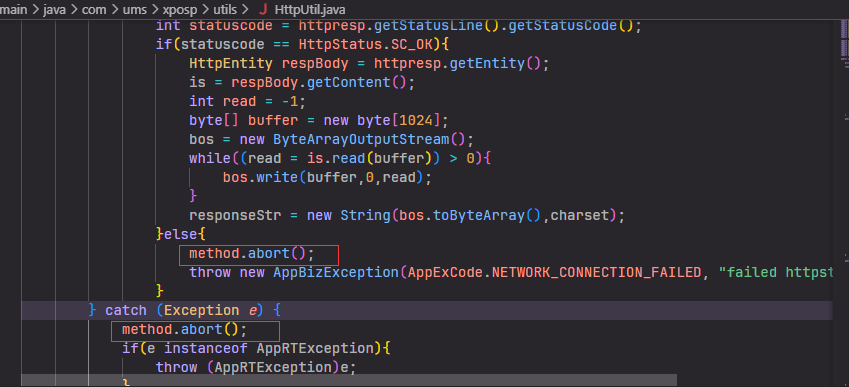 main > java > com > ums > xposp > utils > J HttpUtil.java
int statuscode = httpresp.getStatusLine().getStatusCode();
if(statuscode == HttpStatus.SC_OK){
HttpEntity respBody = httpresp.getEntity();
is = respBody.getContent();
int read = -1;
byte[] buffer = new byte[1024];
bos = new ByteArrayOutputStream();
while((read = is.read(buffer)) > 0){
bos.write(buffer,0,read);
}
responseStr = new String(bos.toByteArray(),charset);
}else{
method.abort();
throw new AppBizException(AppExCode.NETWORK_CONNECTION_FAILED, "failed httpst
}
} catch (Exception e) {
method.abort();
if(e instanceof AppRTException){
throw (AppRTException)e;
}